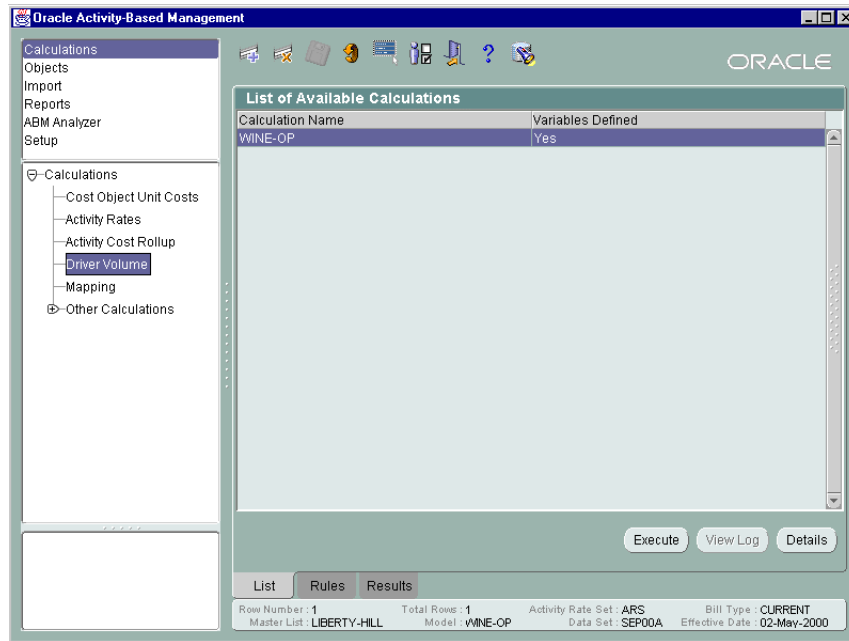 Oracle Activity-Based Management
Calculations
Objects
Import
Reports
ABM Analyzer
Setup
?
ORACLE
Calculations
Cost Object Unit Costs
Activity Rates
Activity Cost Rollup
Driver Volume
Mapping
Other Calculations
List of Available Calculations
Calculation Name Variables Defined
WINE-OP Yes
Execute View Log Details
List Rules Results
Row Number : 1 Total Rows : 1 Activity Rate Set : ARS Bill Type : CURRENT
Master List : LIBERTY-HILL Model : WINE-OP Data Set : SEP00A Effective Date : 02-May-2000